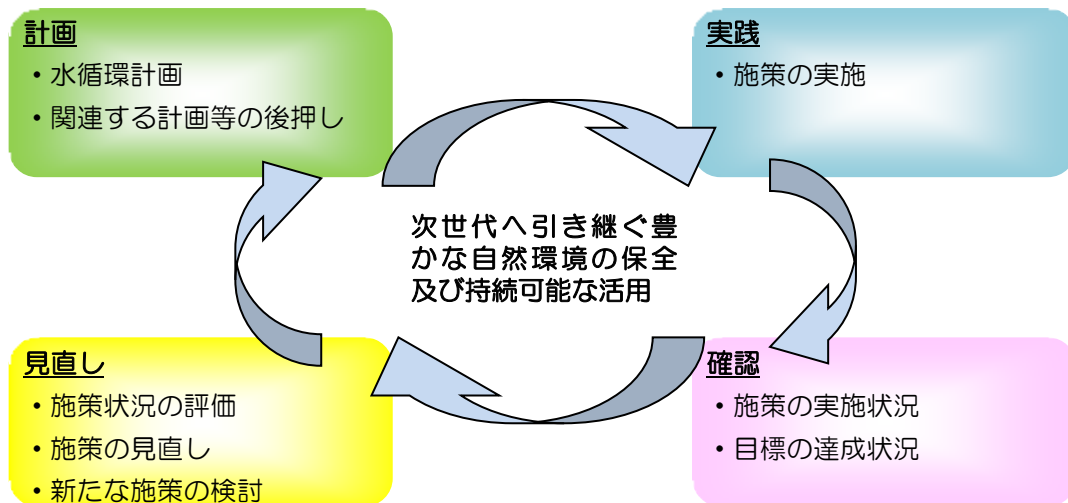 計画
・水循環計画
・関連する計画等の後押し
実践
・施策の実施
次世代へ引き継ぐ豊
かな自然環境の保全
及び持続可能な活用
見直し
・施策状況の評価
・施策の見直し
・新たな施策の検討
確認
・施策の実施状況
・目標の達成状況